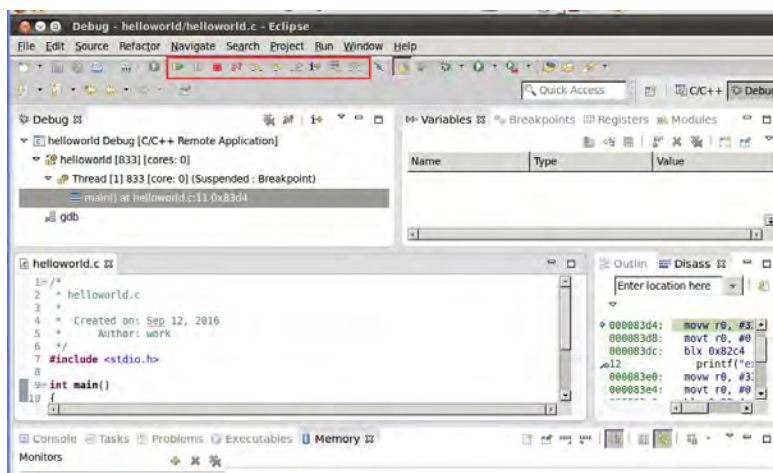 Debug - helloworld/helloworld.c - Eclipse
File Edit Source Refactor Navigate Search Project Run Window Help
Quick Access C/C++ Debug
Debug
helloworld Debug [C/C++ Remote Application]
helloworld [833] [cores: 0]
Thread [1] 833 [core: 0] (Suspended : Breakpoint)
main() at helloworld.c:11 0x83d4
gdb
Variables Breakpoints Registers Modules
Name Type Value
helloworld.c
1 /*
2 * helloworld.c
3 *
4 * Created on: Sep 12, 2016
5 * Author: work
6 */
7 #include <stdio.h>
8
9 int main()
10 {
Outlin Disass
Enter location here
000083d4: movw r0, #3
000083d8: movt r0, #0
000083dc: blx 0x82c4
12 printf("e
000083e0: movw r0, #3
000083e4: movt r0, #0
Console Tasks Problems Executables Memory
Monitors